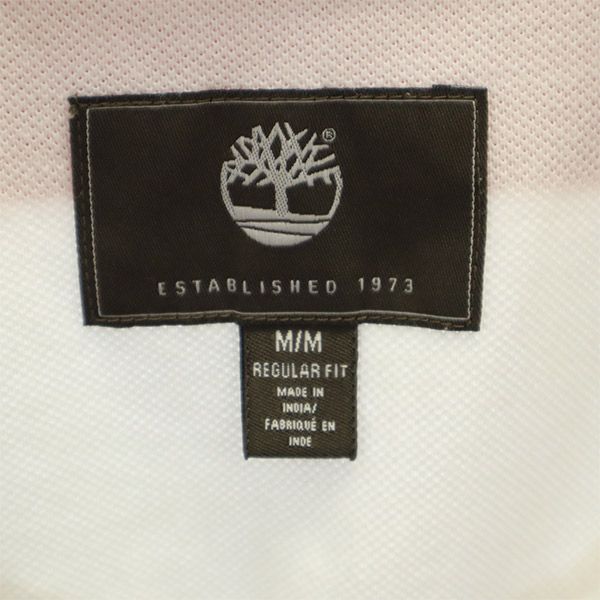 ®
ESTABLISHED 1973
M/M
REGULAR FIT
MADE IN
INDIA/
FABRIQUÉ EN
INDE